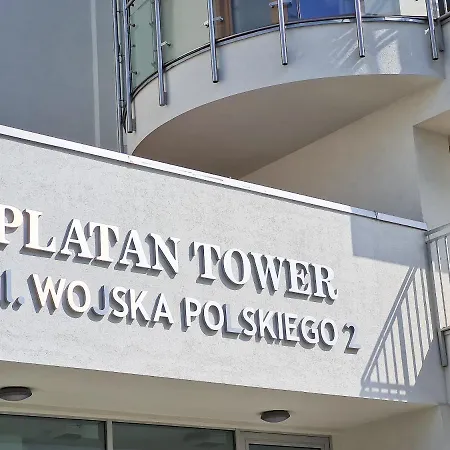 PLATAN TOWER
l. WOJSKA POLSKIEGO 2